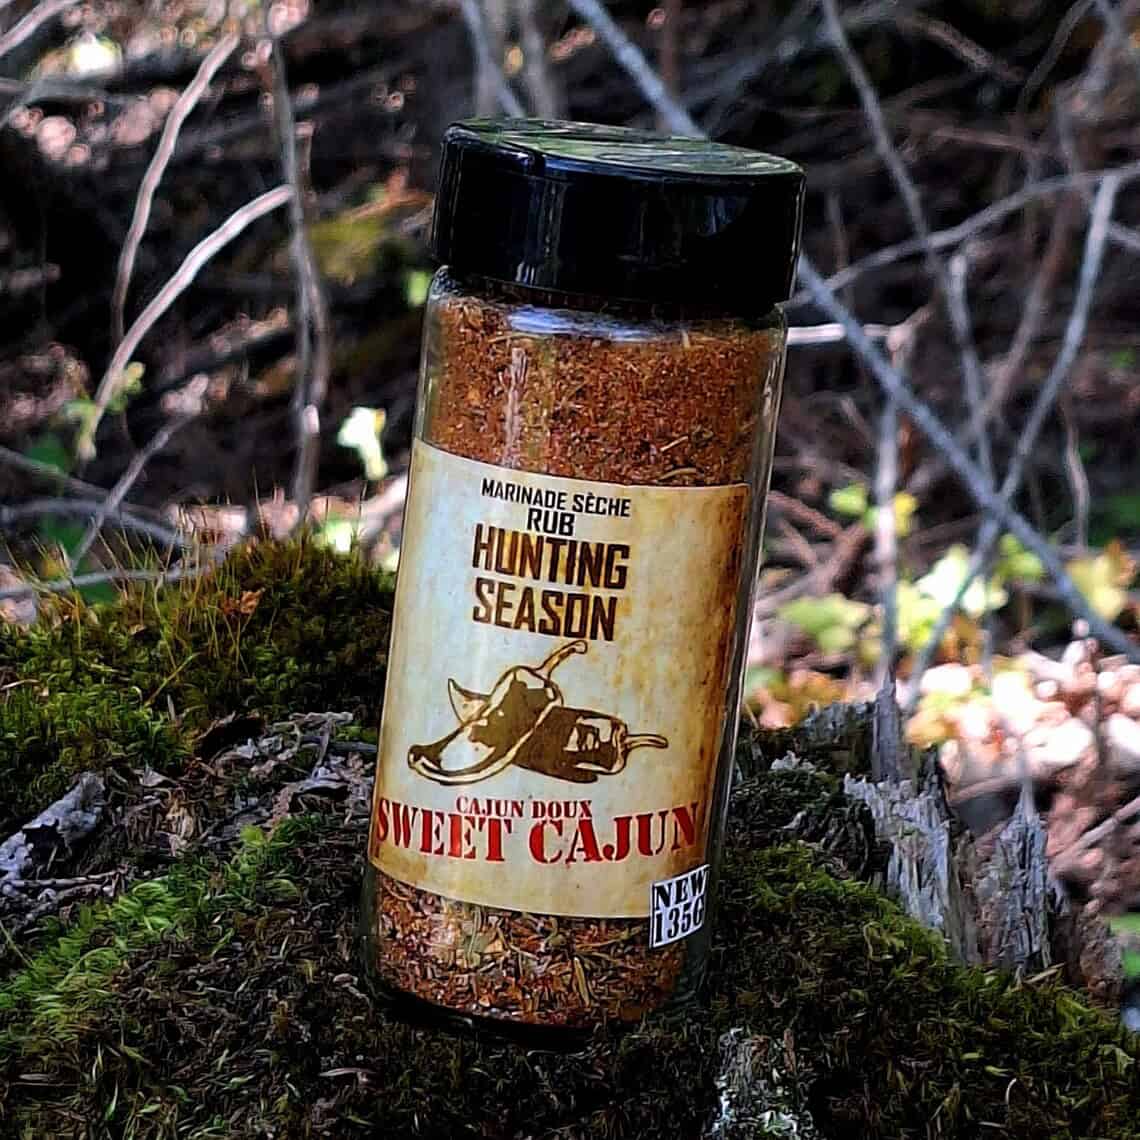 MARINADE SÈCHE
RUB
HUNTING
SEASON
CAJUN DOUX
SWEET CAJUN
NEW
135G